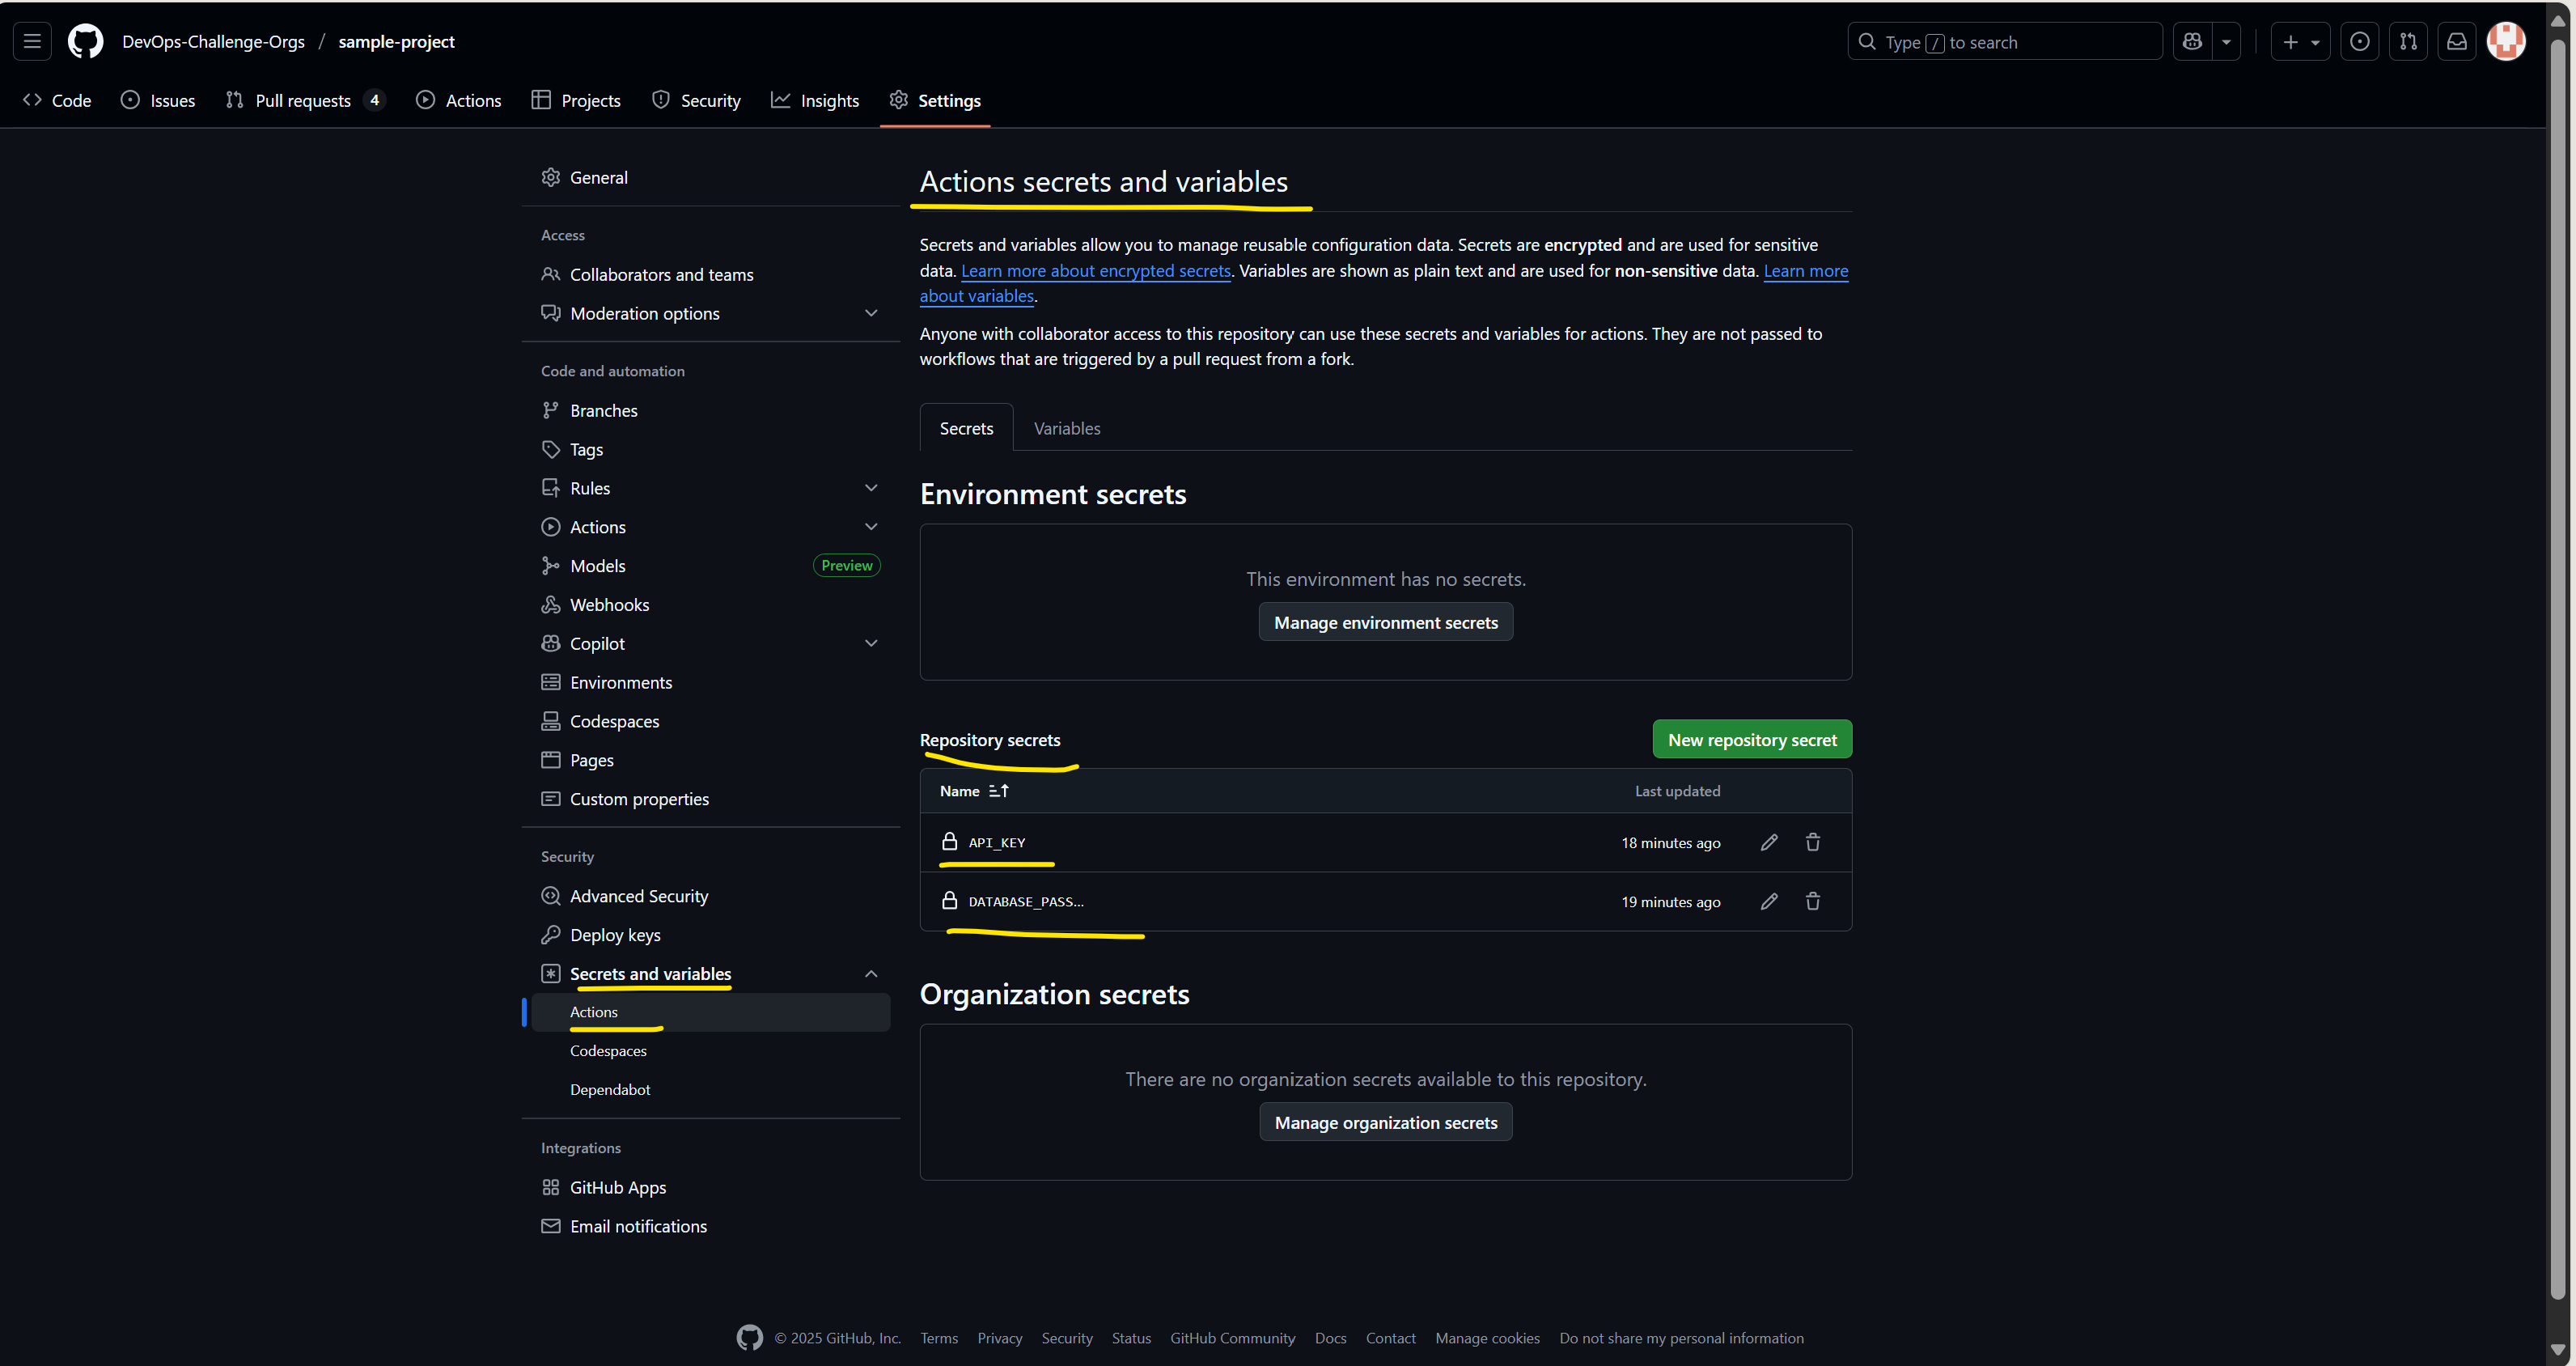 DevOps-Challenge-Orgs / sample-project
Type / to search
Code Issues Pull requests 4 Actions Projects Security Insights Settings
General
Access
Collaborators and teams
Moderation options
Code and automation
Branches
Tags
Rules
Actions
Models Preview
Webhooks
Copilot
Environments
Codespaces
Pages
Custom properties
Security
Advanced Security
Deploy keys
Secrets and variables
Actions
Codespaces
Dependabot
Integrations
GitHub Apps
Email notifications
Actions secrets and variables
Secrets and variables allow you to manage reusable configuration data. Secrets are encrypted and are used for sensitive
data. Learn more about encrypted secrets. Variables are shown as plain text and are used for non-sensitive data. Learn more
about variables.
Anyone with collaborator access to this repository can use these secrets and variables for actions. They are not passed to
workflows that are triggered by a pull request from a fork.
Secrets Variables
Environment secrets
This environment has no secrets.
Manage environment secrets
Repository secrets New repository secret
Name Last updated
API_KEY 18 minutes ago
DATABASE_PASS... 19 minutes ago
Organization secrets
There are no organization secrets available to this repository.
Manage organization secrets
© 2025 GitHub, Inc. Terms Privacy Security Status GitHub Community Docs Contact Manage cookies Do not share my personal information